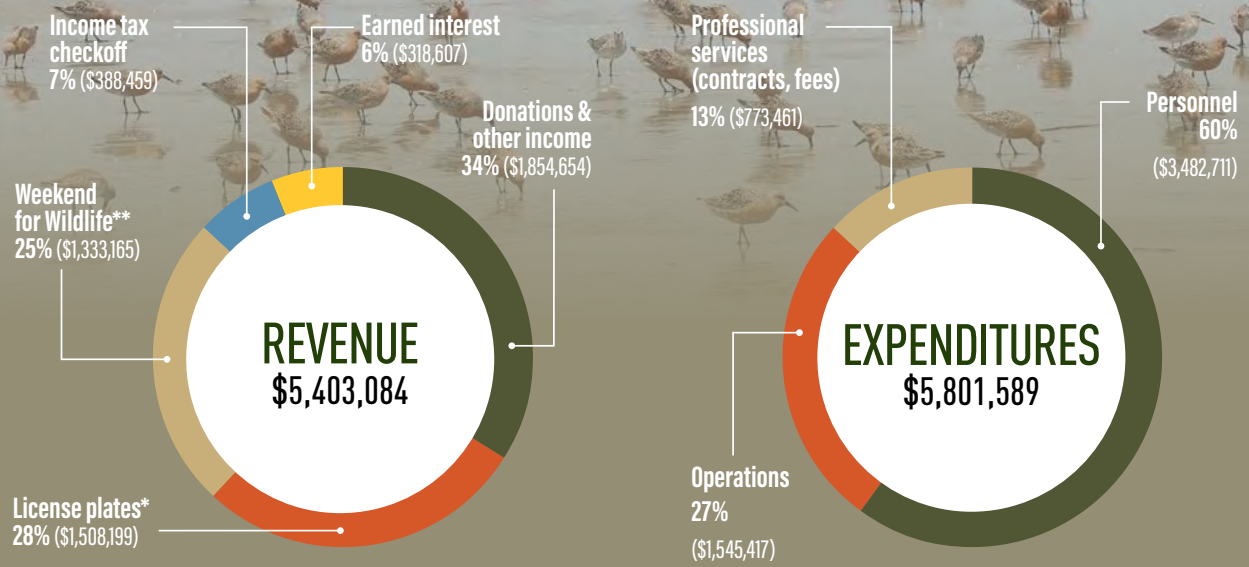 Income tax
checkoff
7% ($388,459)
Earned interest
6% ($318,607)
Donations &
other income
34% ($1,854,654)
Weekend
for Wildlife**
25% ($1,333,165)
REVENUE
$5,403,084
License plates*
28% ($1,508,199)
Professional
services
(contracts, fees)
13% ($773,461)
Personnel
60%
($3,482,711)
EXPENDITURES
$5,801,589
Operations
27%
($1,545,417)